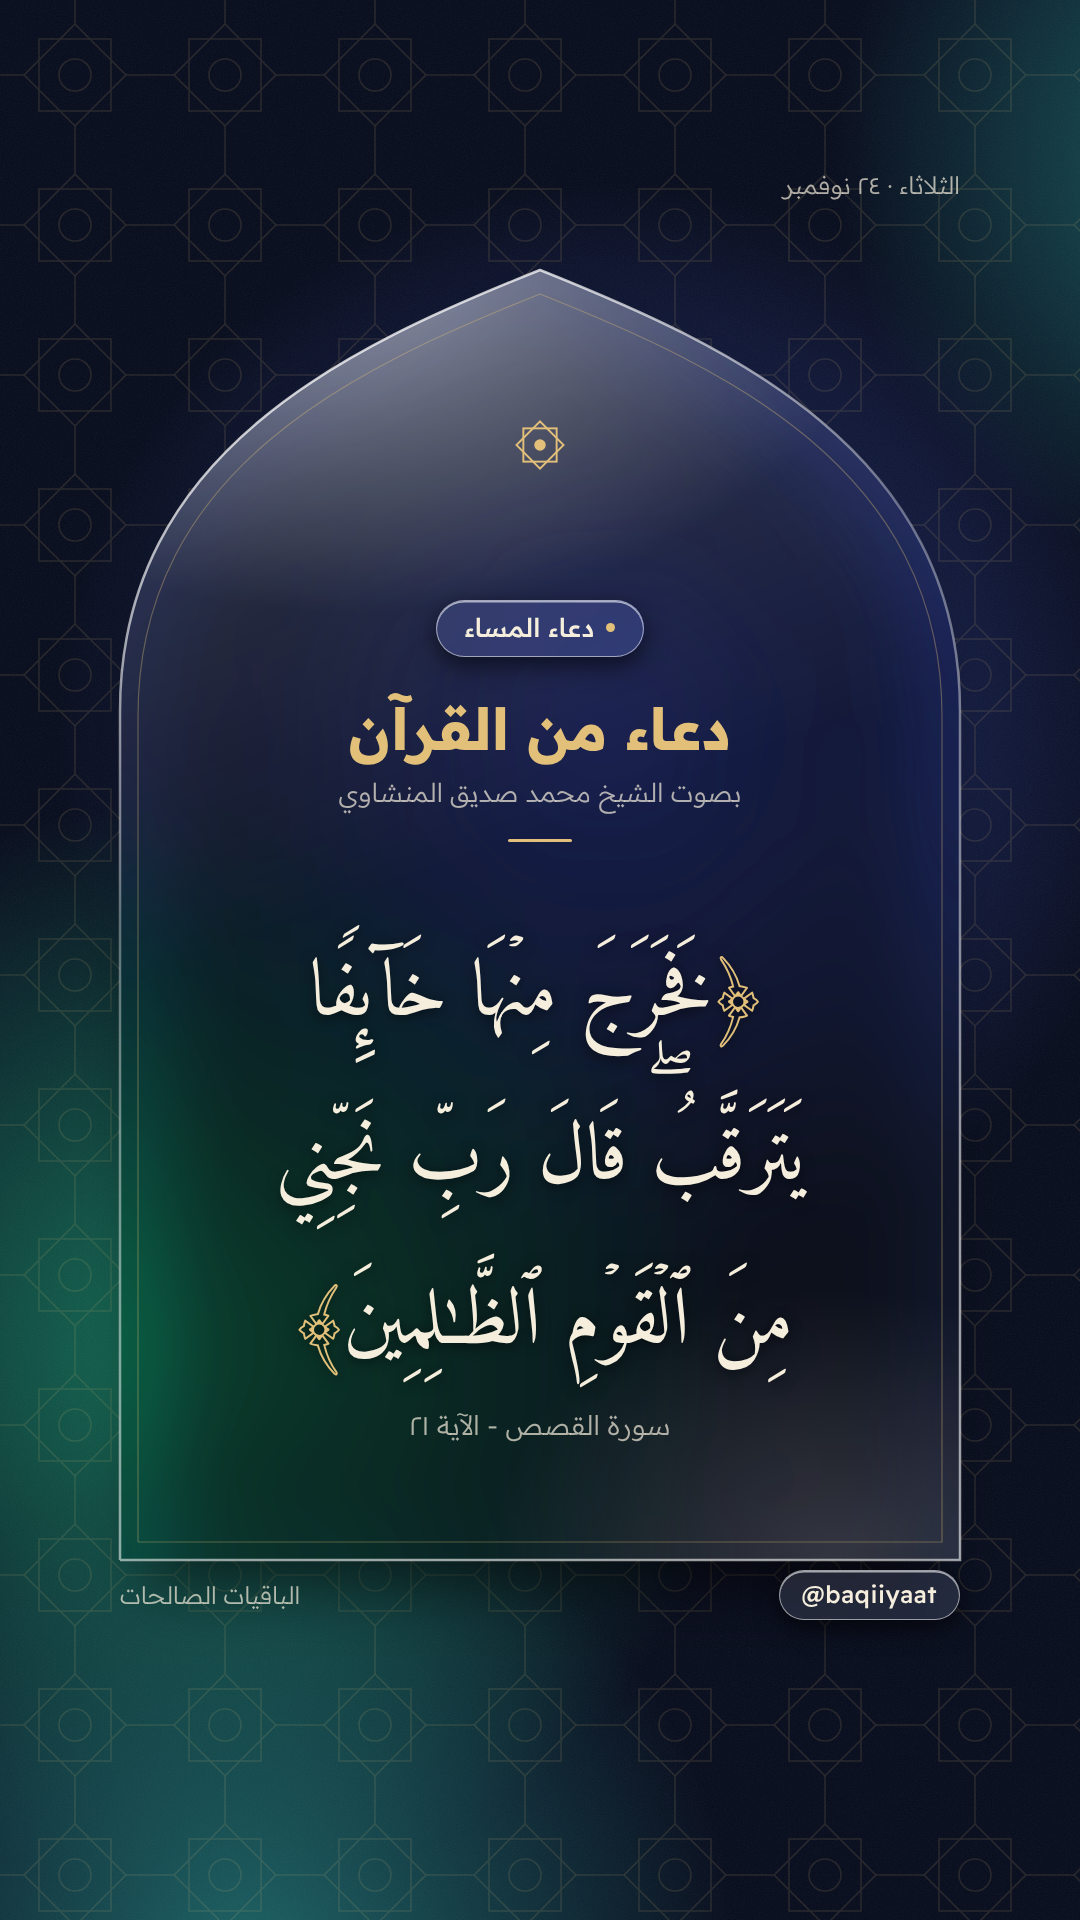 الثلاثاء · ٢٤ نوفمبر
دعاء المساء
دعاء من القرآن
بصوت الشيخ محمد صديق المنشاوي
﴿فَخَرَجَ مِنْهَا خَآئِفًا
يَتَرَقَّبُۖ قَالَ رَبِّ نَجِّنِي
مِنَ ٱلْقَوْمِ ٱلظَّـٰلِمِينَ﴾
سورة القصص - الآية ٢١
@baqiiyaat
الباقيات الصالحات